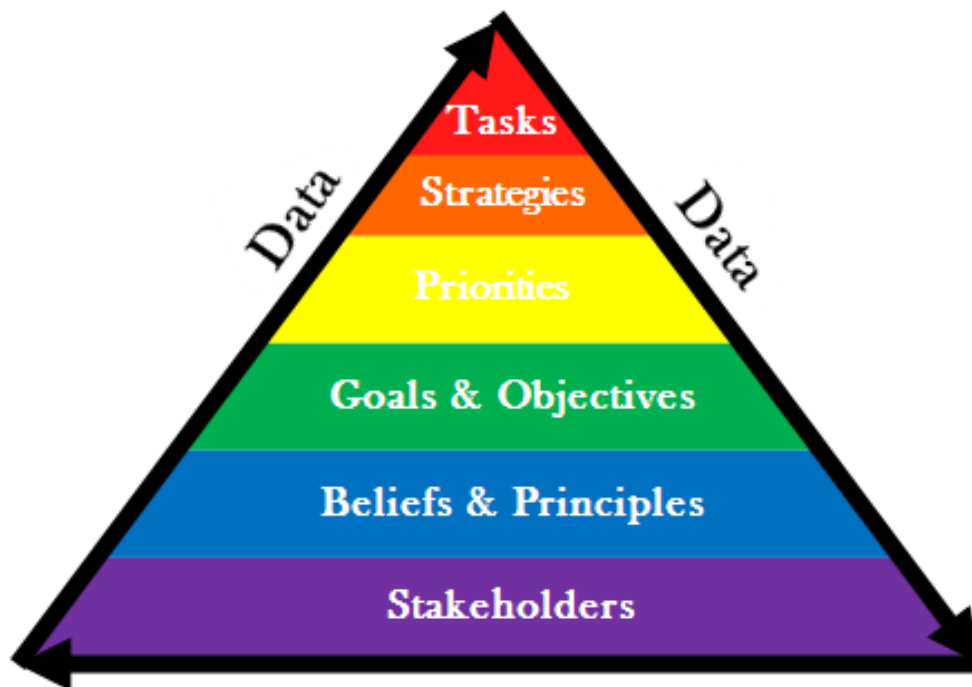 Tasks
Strategies
Data
Data
Priorities
Goals & Objectives
Beliefs & Principles
Stakeholders